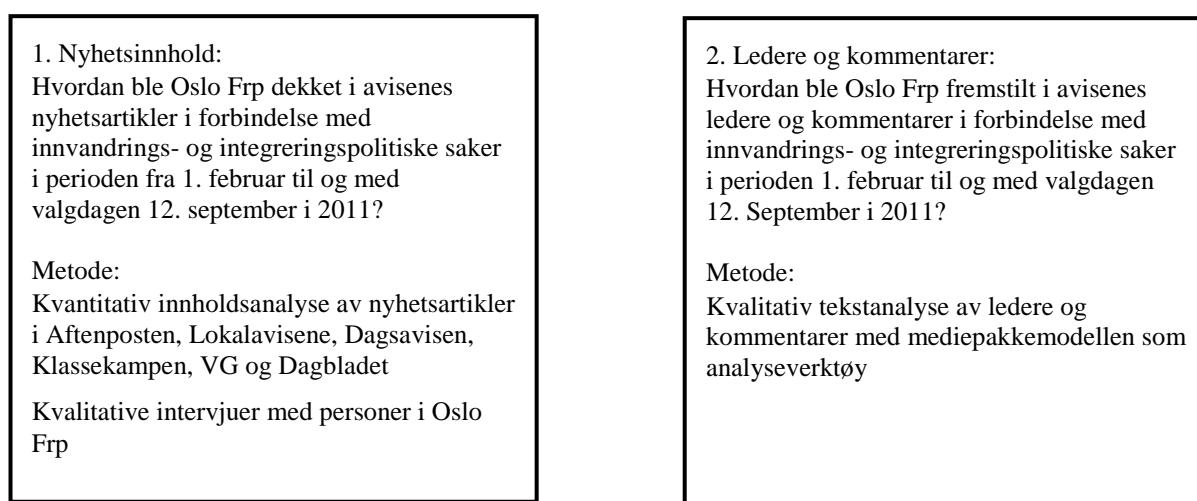 1. Nyhetsinnhold:
Hvordan ble Oslo Frp dekket i avisenes
nyhetsartikler i forbindelse med
innvandrings- og integreringspolitiske saker
i perioden fra 1. februar til og med
valgdagen 12. september i 2011?
Metode:
Kvantitativ innholdsanalyse av nyhetsartikler
i Aftenposten, Lokalavisene, Dagsavisen,
Klassekampen, VG og Dagbladet
Kvalitative intervjuer med personer i Oslo
Frp
2. Ledere og kommentarer:
Hvordan ble Oslo Frp fremstilt i avisenes
ledere og kommentarer i forbindelse med
innvandrings- og integreringspolitiske saker
i perioden 1. februar til og med valgdagen
12. September i 2011?
Metode:
Kvalitativ tekstanalyse av ledere og
kommentarer med mediepakkemodellen som
analyseverktøy